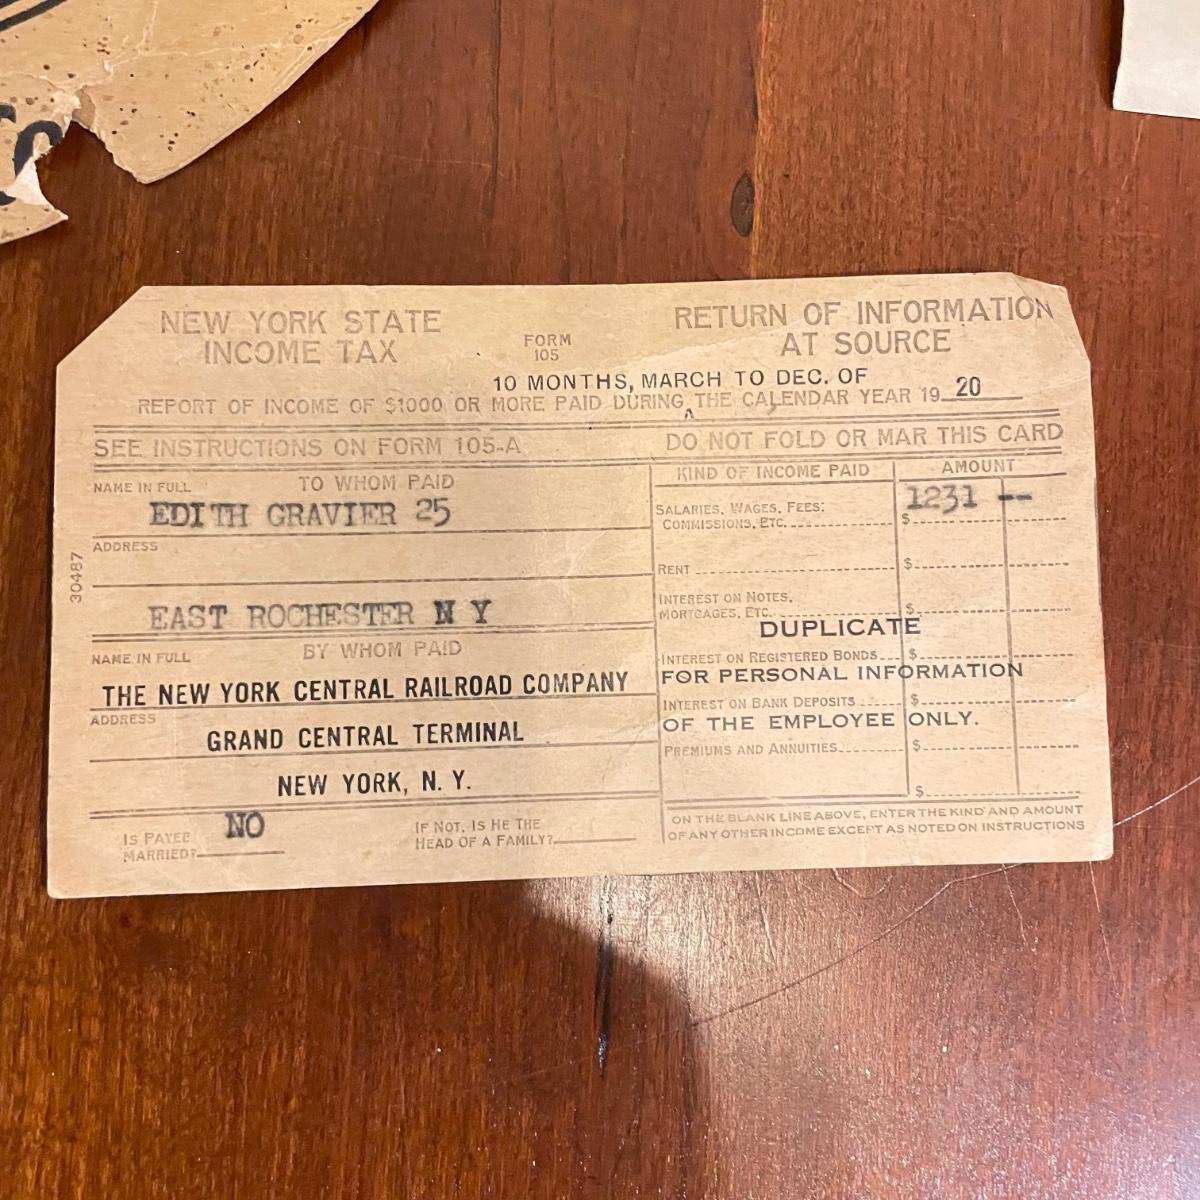 NEW YORK STATE
INCOME TAX
FORM
105
RETURN OF INFORMATION
AT SOURCE
10 MONTHS, MARCH TO DEC. OF
REPORT OF INCOME OF $1000 OR MORE PAID DURING ^ THE CALENDAR YEAR 19 20
SEE INSTRUCTIONS ON FORM 105-A
DO NOT FOLD OR MAR THIS CARD
NAME IN FULL TO WHOM PAID
EDITH GRAVIER 25
ADDRESS
EAST ROCHESTER N Y
30487
NAME IN FULL BY WHOM PAID
THE NEW YORK CENTRAL RAILROAD COMPANY
ADDRESS
GRAND CENTRAL TERMINAL
NEW YORK, N. Y.
IS PAYEE
MARRIED? NO
IF NOT, IS HE THE
HEAD OF A FAMILY?
KIND OF INCOME PAID AMOUNT
SALARIES, WAGES, FEES:
COMMISSIONS, ETC. $ 1231 --
RENT $
INTEREST ON NOTES,
MORTGAGES, ETC. $
DUPLICATE
INTEREST ON REGISTERED BONDS $
FOR PERSONAL INFORMATION
INTEREST ON BANK DEPOSITS $
OF THE EMPLOYEE ONLY.
PREMIUMS AND ANNUITIES $
$
ON THE BLANK LINE ABOVE, ENTER THE KIND AND AMOUNT
OF ANY OTHER INCOME EXCEPT AS NOTED ON INSTRUCTIONS